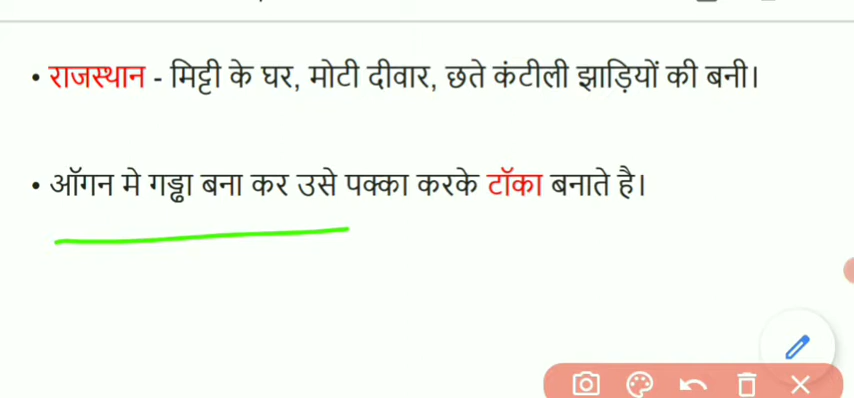 • राजस्थान - मिट्टी के घर, मोटी दीवार, छते कंटीली झाड़ियों की बनी।
• ऑगन मे गड्ढा बना कर उसे पक्का करके टॉका बनाते है।